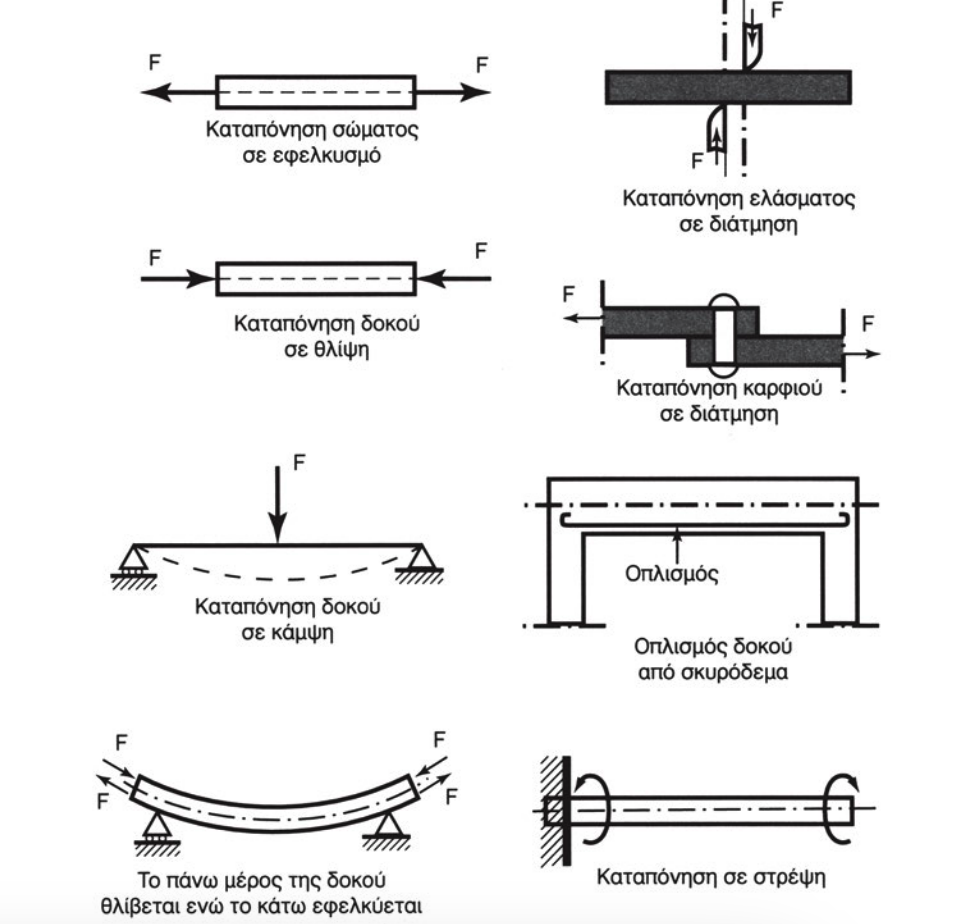 F
F
Καταπόνηση σώματος
σε εφελκυσμό
F
F
Καταπόνηση ελάσματος
σε διάτμηση
F
F
Καταπόνηση δοκού
σε θλίψη
F
F
Καταπόνηση καρφιού
σε διάτμηση
F
Καταπόνηση δοκού
σε κάμψη
Οπλισμός
Οπλισμός δοκού
από σκυρόδεμα
F
F
F
F
Το πάνω μέρος της δοκού
θλίβεται ενώ το κάτω εφελκύεται
Καταπόνηση σε στρέψη